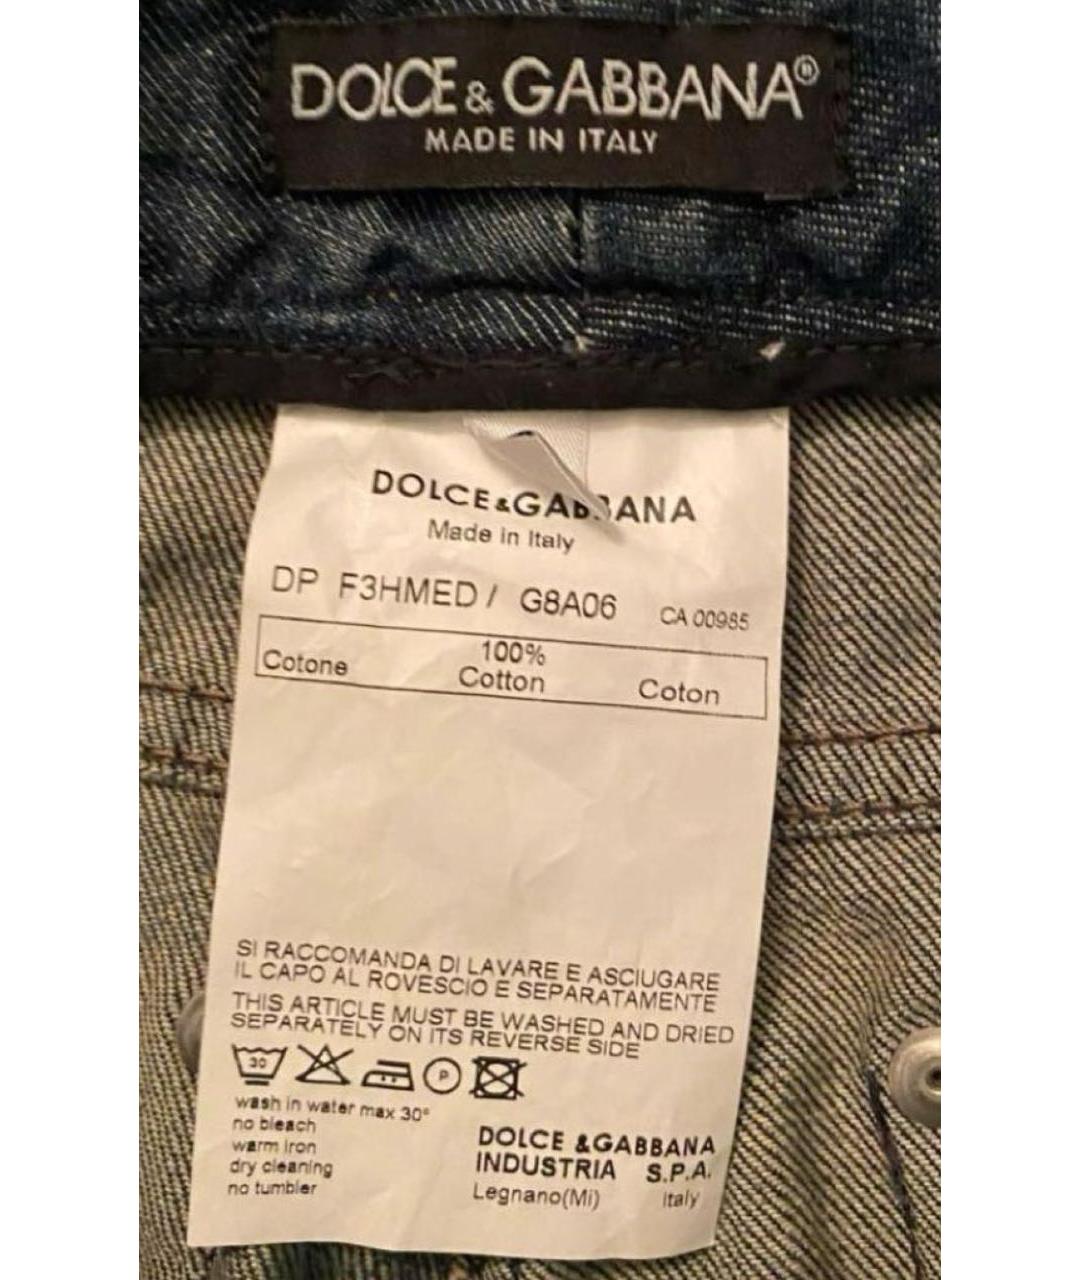 DOLCE & GABBANA®
MADE IN ITALY
DOLCE & GABBANA
Made in Italy
DP F3HMED / G8A06 CA 00985
100%
Cotone Cotton Coton
SI RACCOMANDA DI LAVARE E ASCIUGARE
IL CAPO AL ROVESCIO E SEPARATAMENTE
THIS ARTICLE MUST BE WASHED AND DRIED
SEPARATELY ON ITS REVERSE SIDE
30 P
wash in water max 30°
no bleach
warm iron
dry cleaning
no tumbler
DOLCE & GABBANA
INDUSTRIA S.P.A.
Legnano(Mi) Italy